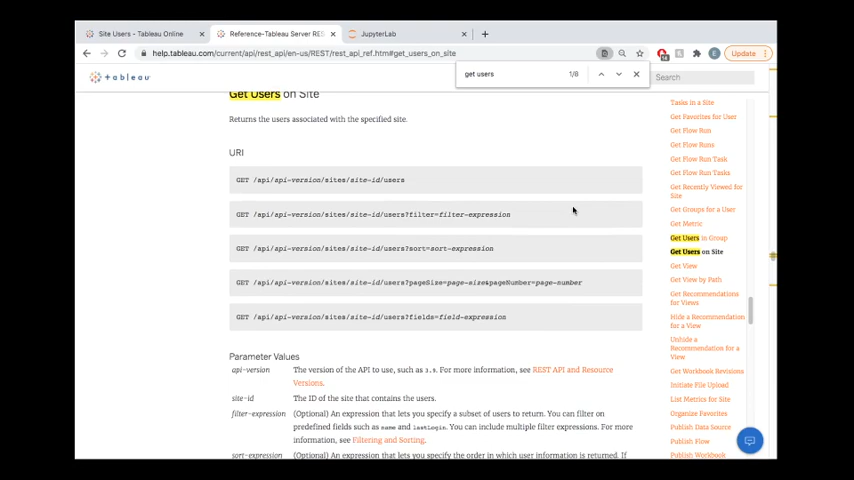 Site Users - Tableau Online
Reference-Tableau Server RES
JupyterLab
help.tableau.com/current/api/rest_api/en-us/REST/rest_api_ref.htm#get_users_on_site
E
Update
get users
1/8
+ab|eau
Search
Get Users on Site
Returns the users associated with the specified site.
URI
GET /api/api-version/sites/site-id/users
GET /api/api-version/sites/site-id/users?filter=filter-expression
GET /api/api-version/sites/site-id/users?sort=sort-expression
GET /api/api-version/sites/site-id/users?pageSize=page-size&pageNumber=page-number
GET /api/api-version/sites/site-id/users?fields=field-expression
Parameter Values
api-version The version of the API to use, such as 3.9. For more information, see REST API and Resource
Versions.
site-id The ID of the site that contains the users.
filter-expression (Optional) An expression that lets you specify a subset of users to return. You can filter on
predefined fields such as name and lastlogin. You can include multiple filter expressions. For more
information, see Filtering and Sorting.
sort-expression (Optional) An expression that lets you specify the order in which user information is returned. If
Tasks in a Site
Get Favorites for User
Get Flow Run
Get Flow Runs
Get Flow Run Task
Get Flow Run Tasks
Get Recently Viewed for
Site
Get Groups for a User
Get Metric
Get Users in Group
Get Users on Site
Get View
Get View by Path
Get Recommendations
for Views
Hide a Recommendation
for a View
Unhide a
Recommendation for a
View
Get Workbook Revisions
Initiate File Upload
List Metrics for Site
Organize Favorites
Publish Data Source
Publish Flow
Publish Workbook